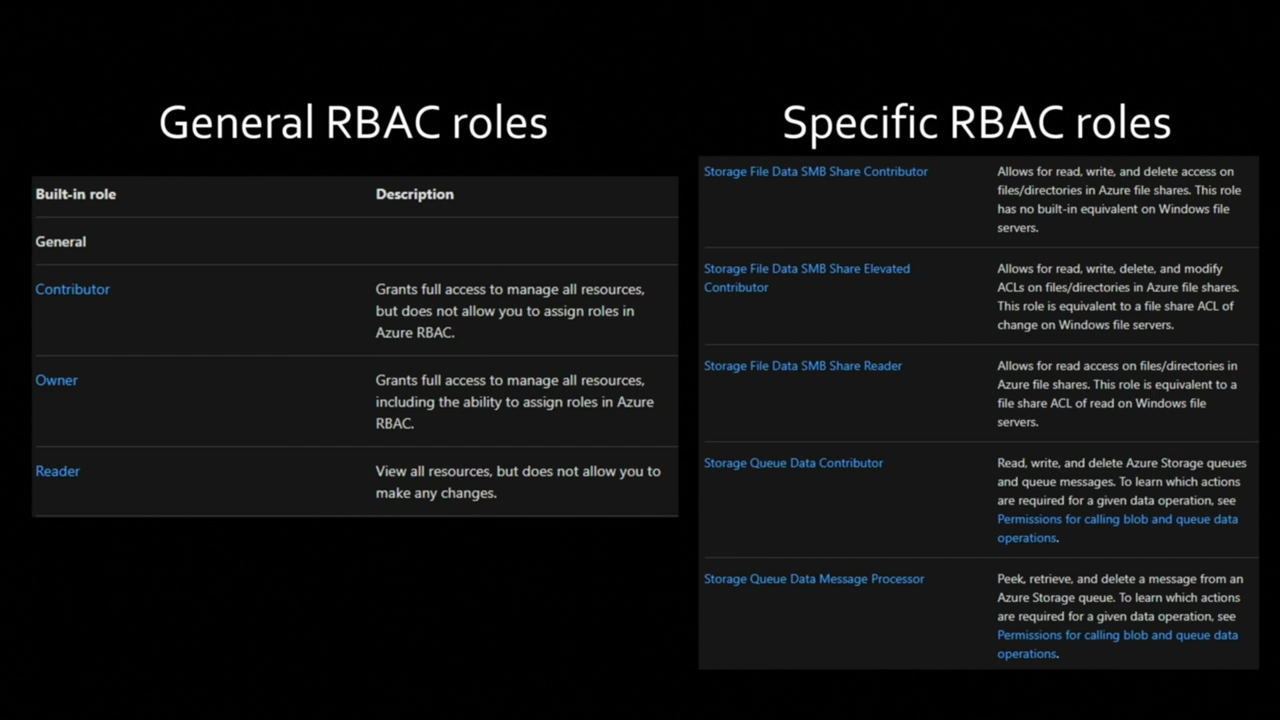 General RBAC roles
Built-in role
Description
General
Contributor
Grants full access to manage all resources,
but does not allow you to assign roles in
Azure RBAC.
Owner
Grants full access to manage all resources,
including the ability to assign roles in Azure
RBAC.
Reader
View all resources, but does not allow you to
make any changes.
Specific RBAC roles
Storage File Data SMB Share Contributor
Allows for read, write, and delete access on
files/directories in Azure file shares. This role
has no built-in equivalent on Windows file
servers.
Storage File Data SMB Share Elevated
Contributor
Allows for read, write, delete, and modify
ACLs on files/directories in Azure file shares.
This role is equivalent to a file share ACL of
change on Windows file servers.
Storage File Data SMB Share Reader
Allows for read access on files/directories in
Azure file shares. This role is equivalent to a
file share ACL of read on Windows file
servers.
Storage Queue Data Contributor
Read, write, and delete Azure Storage queues
and queue messages. To learn which actions
are required for a given data operation, see
Permissions for calling blob and queue data
operations.
Storage Queue Data Message Processor
Peek, retrieve, and delete a message from an
Azure Storage queue. To learn which actions
are required for a given data operation, see
Permissions for calling blob and queue data
operations.